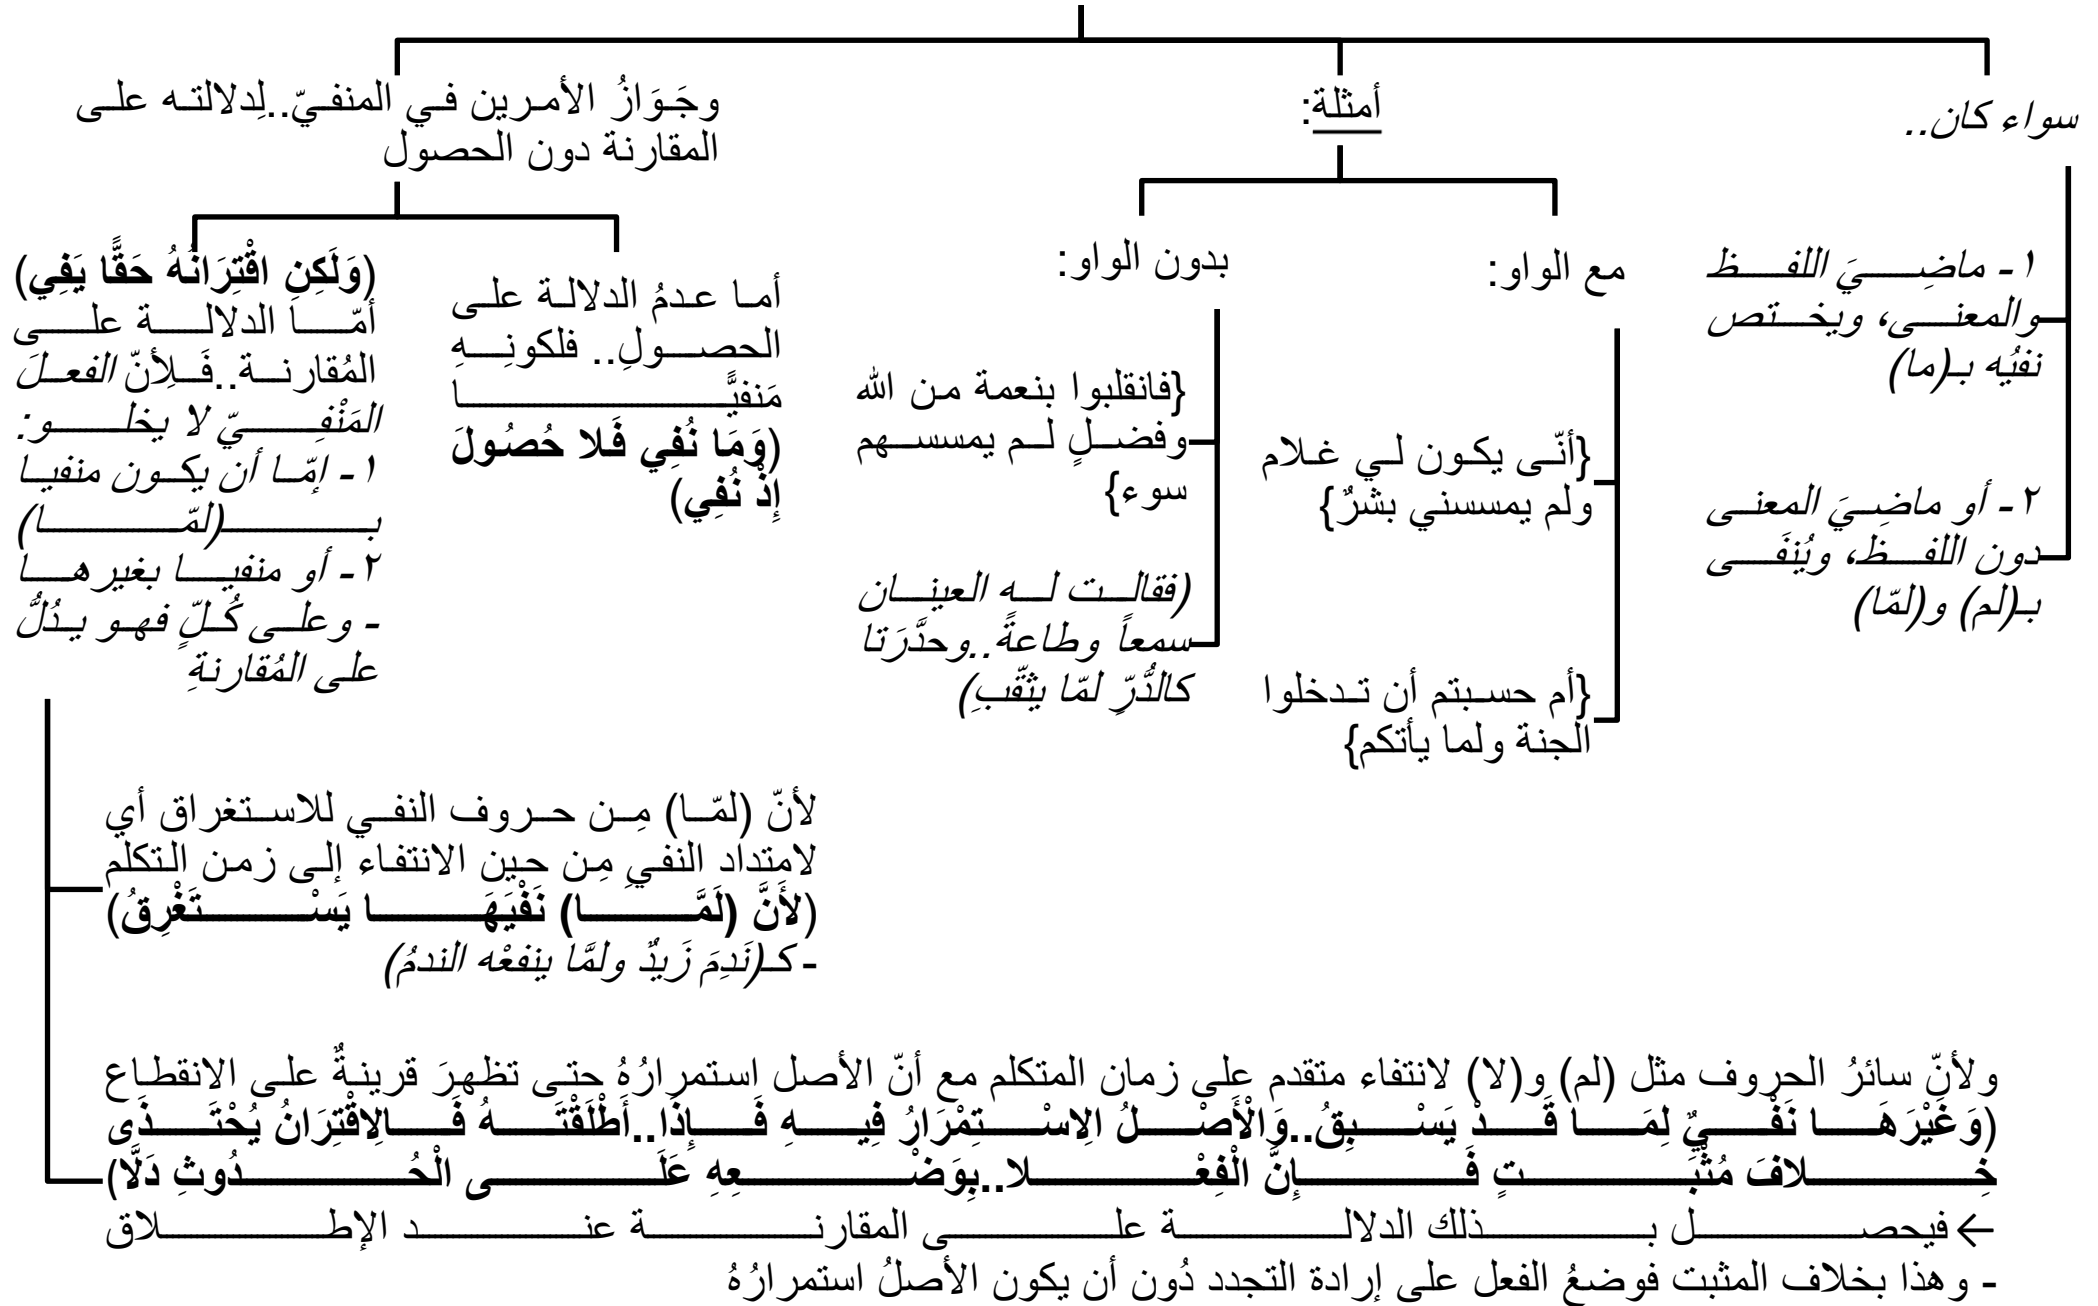 سواء كان..
١- ماضِيَ اللفظ
والمعنى، ويختص
نفيُه بـ(ما)
٢- أو ماضِيَ المعنى
دون اللفظ، ويُنفَى
بـ(لم) و(لمّا)
أمثلة:
مع الواو:
{أنّى يكون لي غلام
ولم يمسسني بشرٌ}
{أم حسبتم أن تدخلوا
الجنة ولما يأتكم}
بدون الواو:
{فانقلبوا بنعمة من الله
وفضلٍ لم يمسسهم
سوء}
(فقالت له العينان
سمعاً وطاعةً..وحدَّرَتا
كالدُّرِّ لمّا يثقّبِ)
وجَوَازُ الأمرين في المنفيّ..لِدلالته على
المقارنة دون الحصول
أما عدمُ الدلالة على
الحصولِ.. فلكونِهِ
مَنفيًّا
(وَمَا نُفِي فَلا حُصُولَ
إِذْ نُفِي)
(وَلَكِنِ اقْتِرَانُهُ حَقًّا يَفِي)
أمّا الدلالة على
المُقارنة..فَلِأنّ الفعلَ
المَنْفِيّ لا يخلو:
١- إمّا أن يكون منفيا
بـ(لمّا)
٢- أو منفيا بغيرها
- وعلى كُلّ فهو يدُلُّ
على المُقارنةِ
لأنّ (لمّا) مِن حروف النفي للاستغراق أي
لامتداد النفي مِن حين الانتفاء إلى زمن التكلم
(لأَنَّ (لَمَّا) نَفْيَهَا يَسْتَغْرِقُ)
- كـ(نَدِمَ زَيدٌ ولمَّا ينفعْه الندمُ)
ولأنّ سائرُ الحروف مثل (لم) و(لا) لانتفاء متقدم على زمان المتكلم مع أنّ الأصل استمرارُهُ حتى تظهرَ قرينةٌ على الانقطاع
(وَغَيْرَهَا نَفْيٌ لِمَا قَدْ يَسْبِقُ..وَالْأَصْلُ الِاسْتِمْرَارُ فِيهِ فَإِذَا..أَطْلَقْتَهُ فَالِاقْتِرَانُ يُحْتَذَى
خِلافَ مُثْبَتٍ فَإِنَّ الْفِعْلا..بِوَضْعِهِ عَلَى الْحُدُوثِ دَلَّا)
← فيحصل بذلك الدلالة على المقارنة عند الإطلاق
- وهذا بخلاف المثبت فوضعُ الفعل على إرادة التجدد دُون أن يكون الأصلُ استمرارُهُ